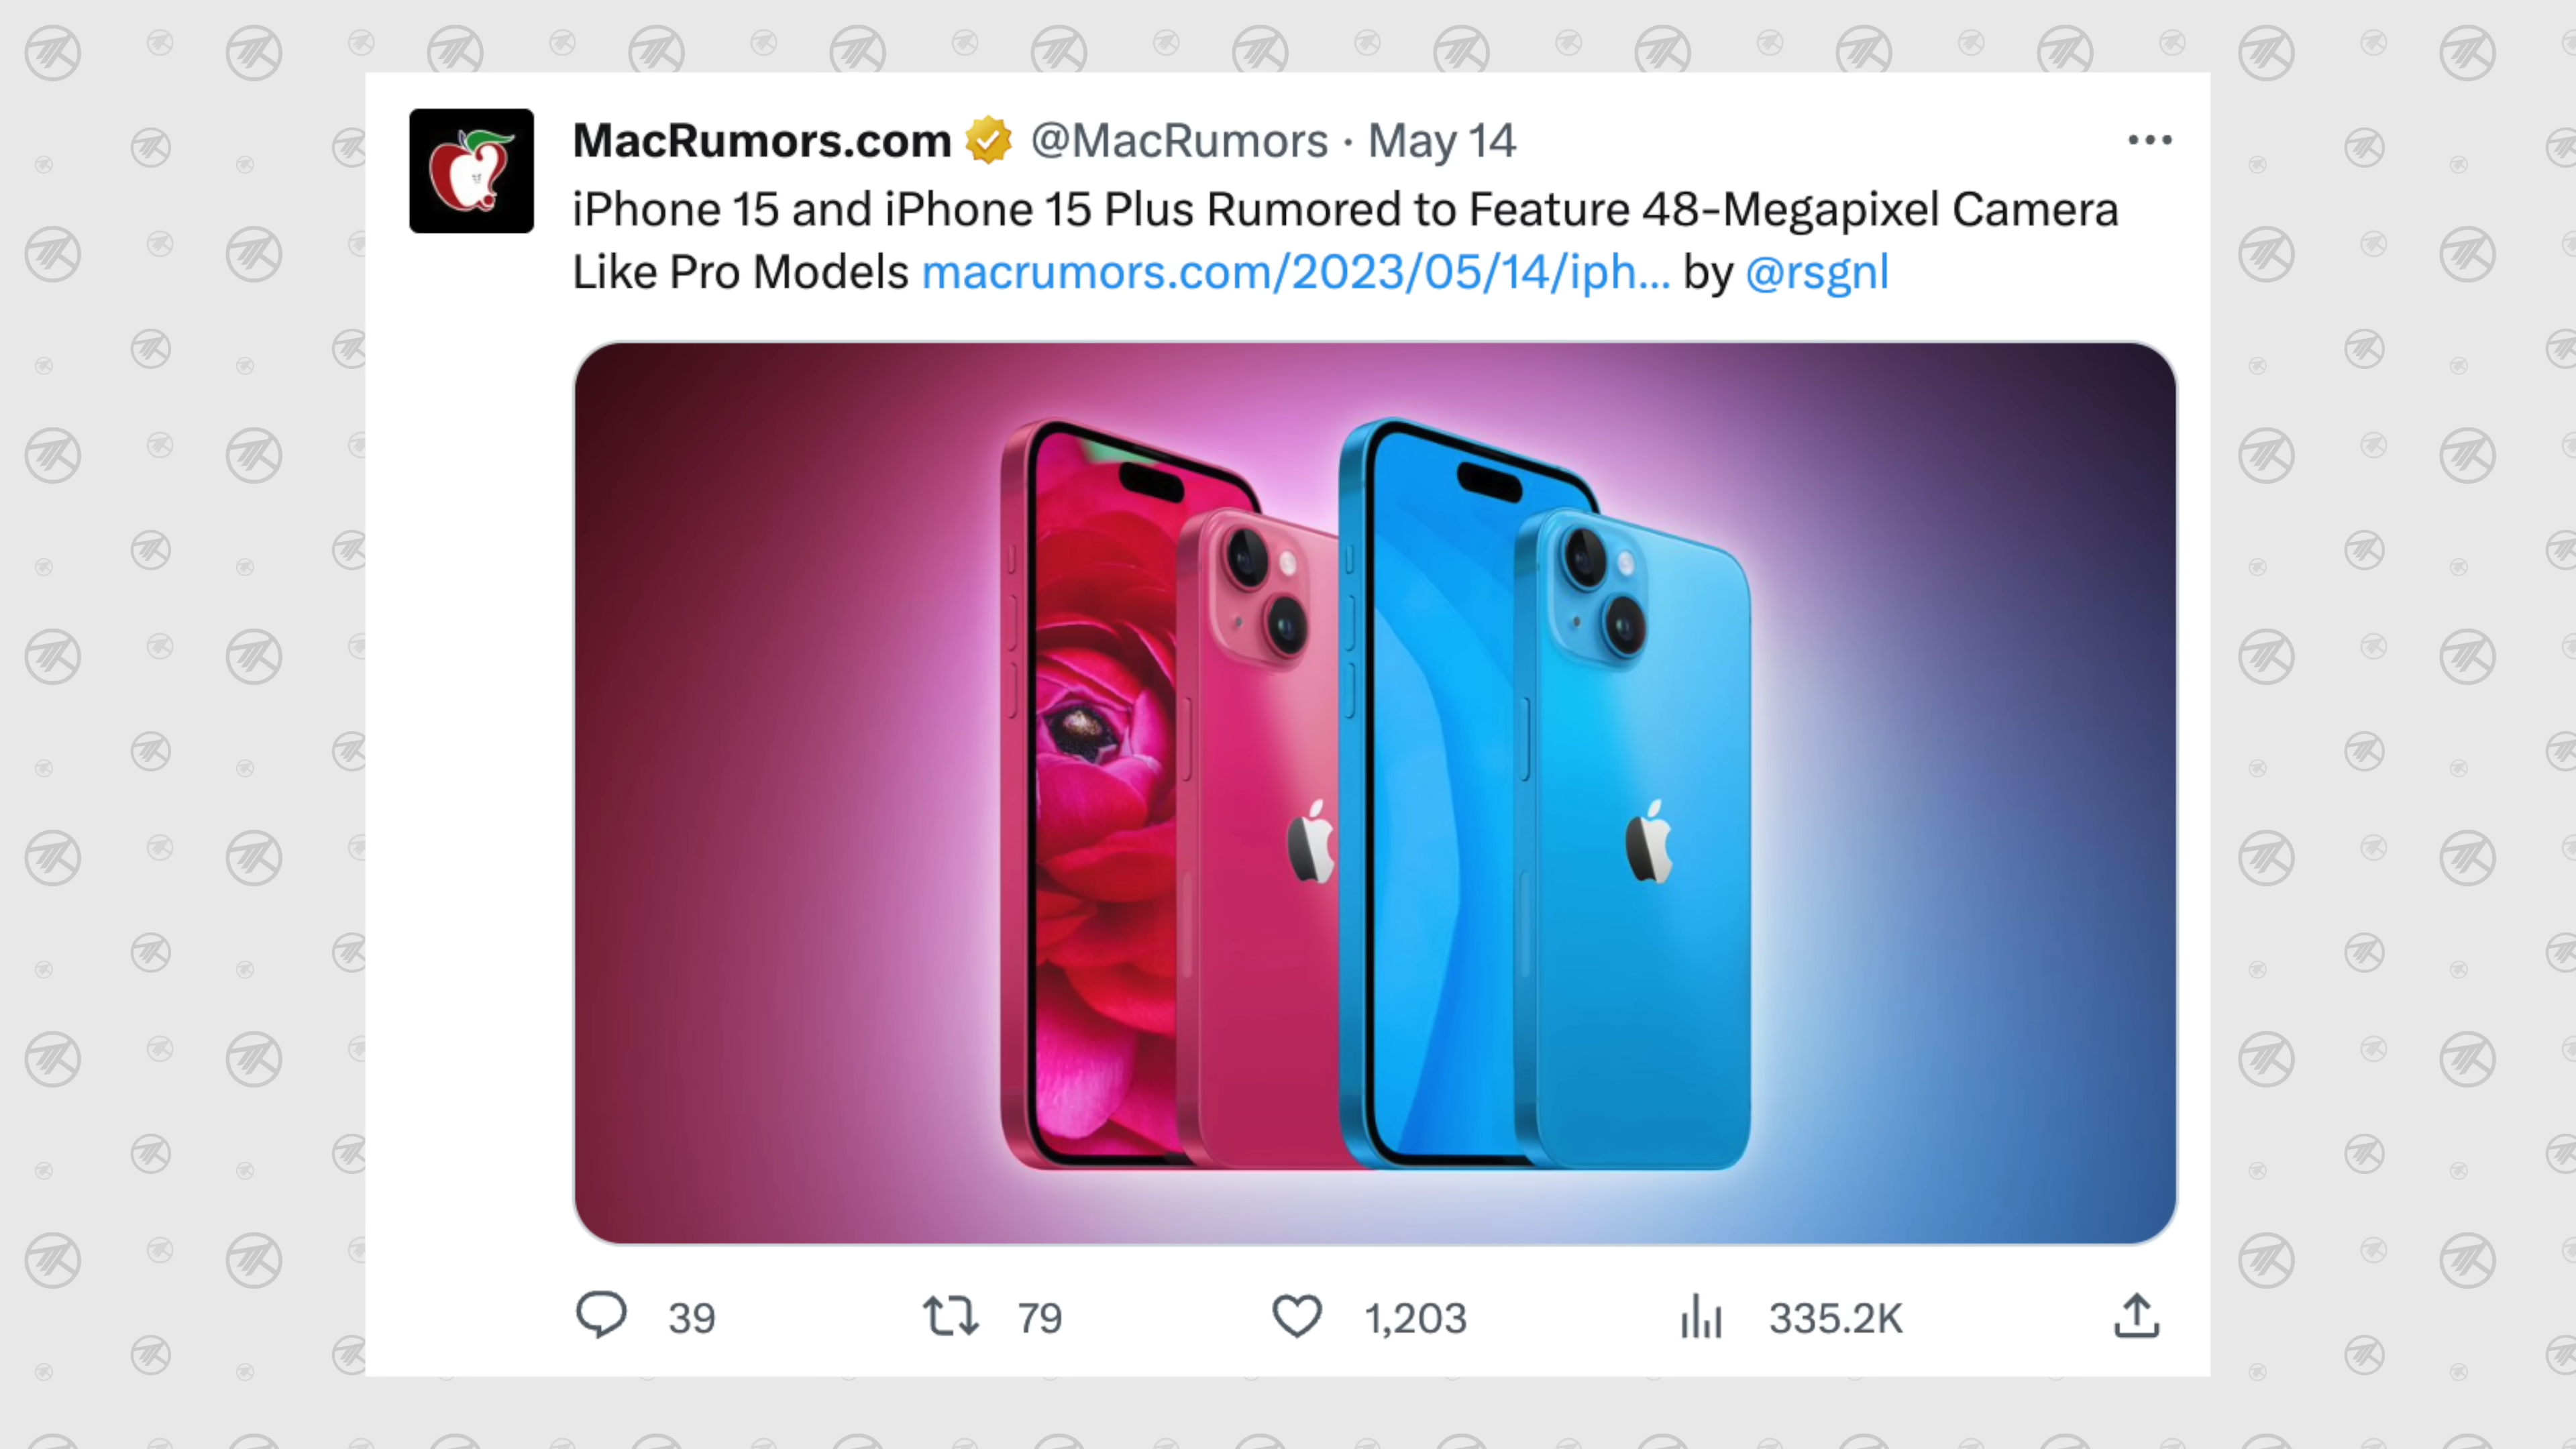 MacRumors.com @MacRumors · May 14
iPhone 15 and iPhone 15 Plus Rumored to Feature 48-Megapixel Camera
Like Pro Models macrumors.com/2023/05/14/iph... by @rsgnl
39 79 1,203 335.2K